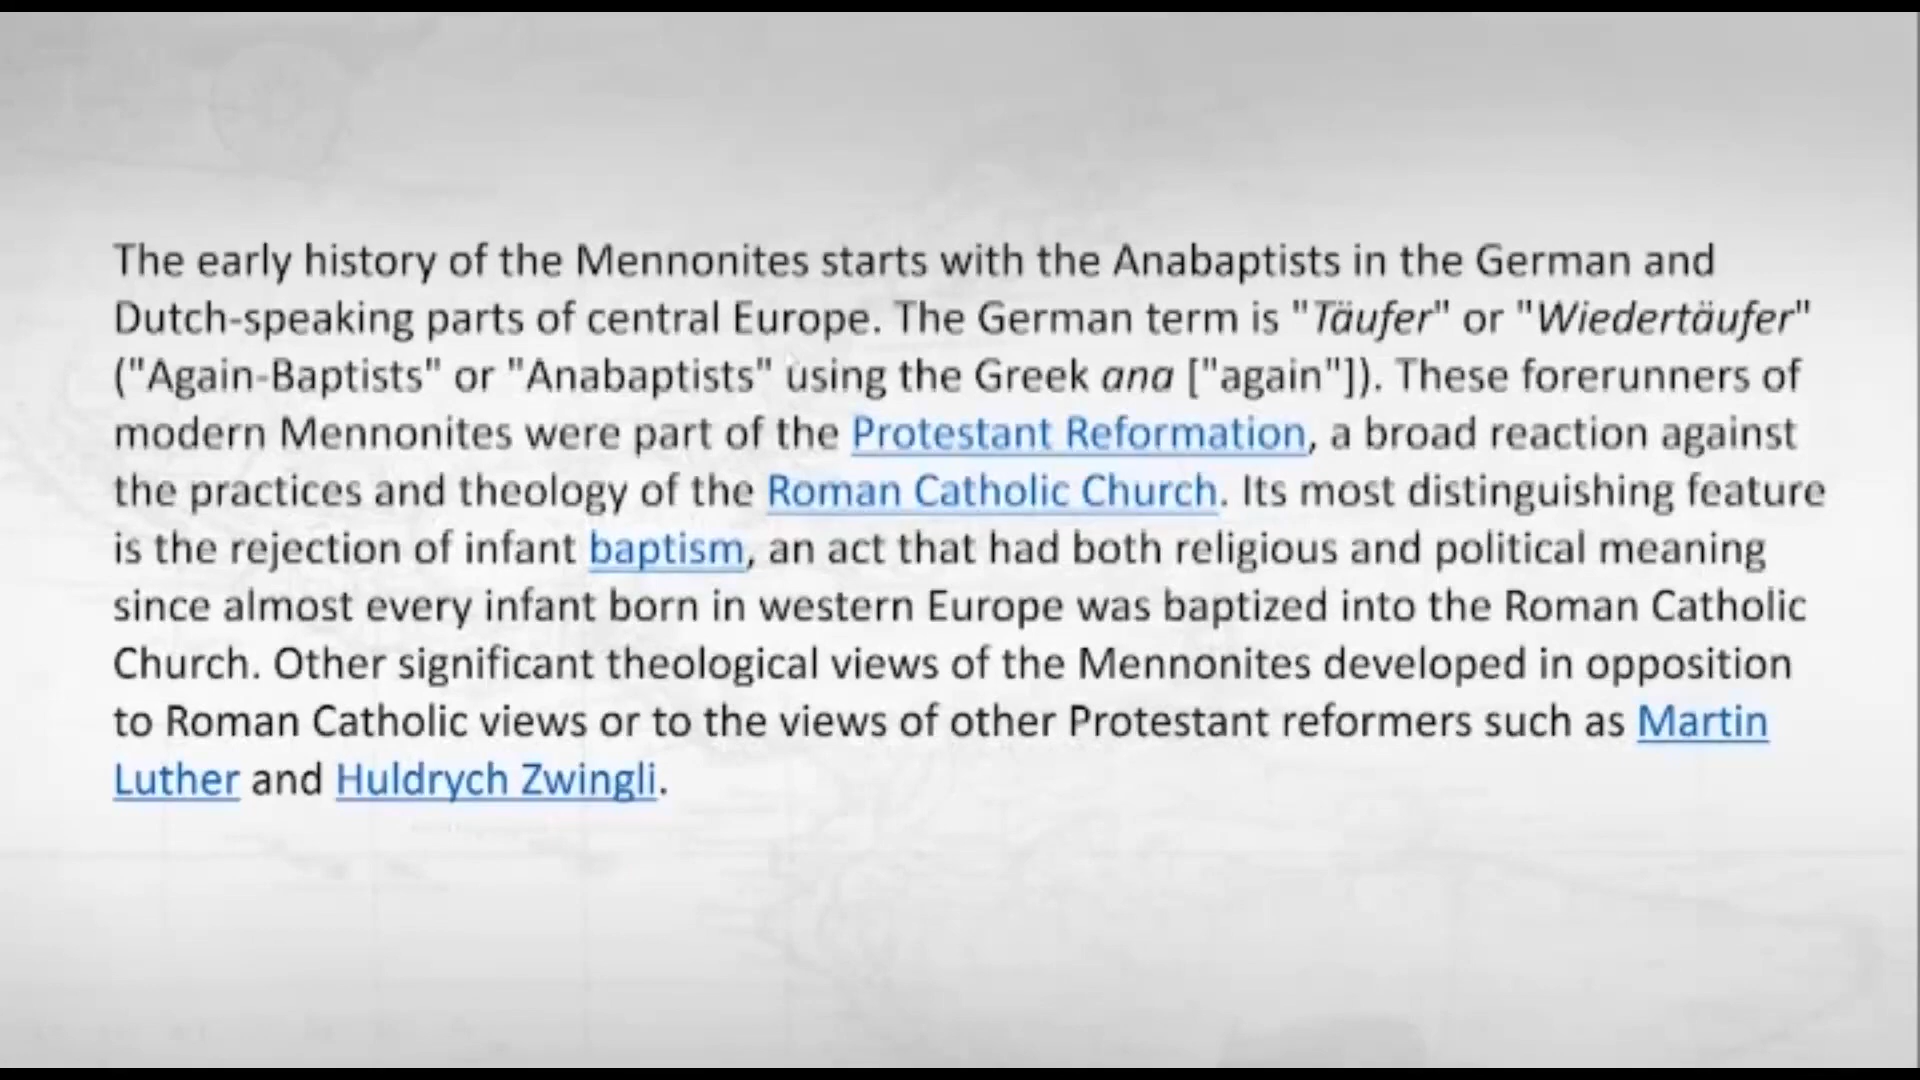 The early history of the Mennonites starts with the Anabaptists in the German and
Dutch-speaking parts of central Europe. The German term is "Täufer" or "Wiedertäufer"
("Again-Baptists" or "Anabaptists" using the Greek ana ["again"]). These forerunners of
modern Mennonites were part of the Protestant Reformation, a broad reaction against
the practices and theology of the Roman Catholic Church. Its most distinguishing feature
is the rejection of infant baptism, an act that had both religious and political meaning
since almost every infant born in western Europe was baptized into the Roman Catholic
Church. Other significant theological views of the Mennonites developed in opposition
to Roman Catholic views or to the views of other Protestant reformers such as Martin
Luther and Huldrych Zwingli.